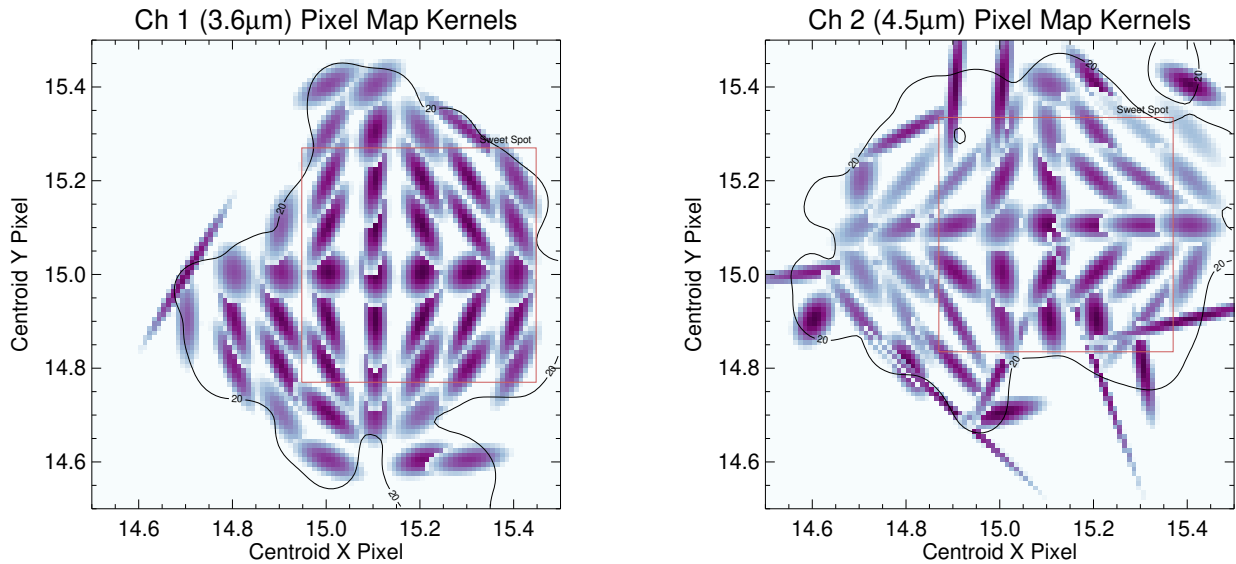 Ch 1 (3.6μm) Pixel Map Kernels
Ch 2 (4.5μm) Pixel Map Kernels
15.4
15.2
15.0
14.8
14.6
Centroid Y Pixel
20
Sweet Spot
20
20
20
20
14.6 14.8 15.0 15.2 15.4
Centroid X Pixel
15.4
15.2
15.0
14.8
14.6
Centroid Y Pixel
20
20
Sweet Spot
20
20
20
20
14.6 14.8 15.0 15.2 15.4
Centroid X Pixel